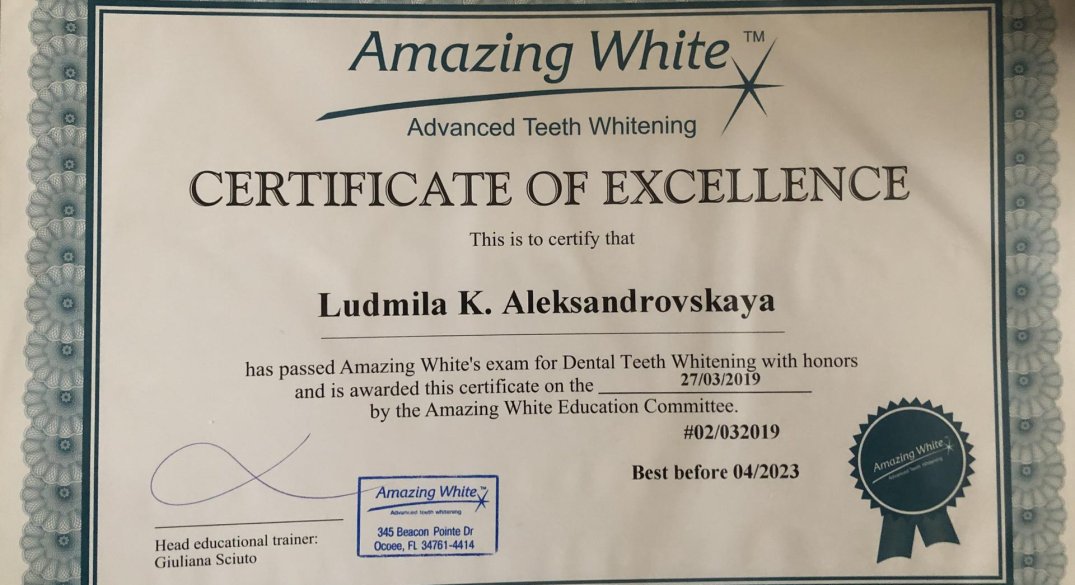 Amazing White™
Advanced Teeth Whitening
CERTIFICATE OF EXCELLENCE
This is to certify that
Ludmila K. Aleksandrovskaya
has passed Amazing White's exam for Dental Teeth Whitening with honors
and is awarded this certificate on the 27/03/2019
by the Amazing White Education Committee.
#02/032019
Best before 04/2023
Amazing White
Advanced Teeth Whitening
Amazing White™
Advanced teeth whitening
345 Beacon Pointe Dr
Ocoee, FL 34761-4414
Head educational trainer:
Giuliana Sciuto